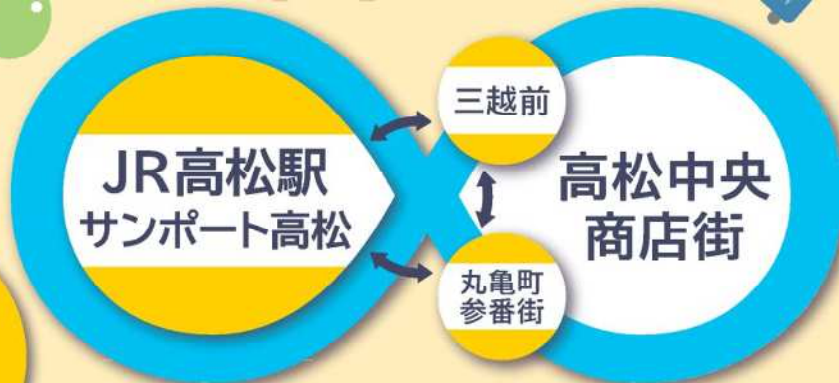 JR高松駅
サンポート高松
三越前
丸亀町
参番街
高松中央
商店街